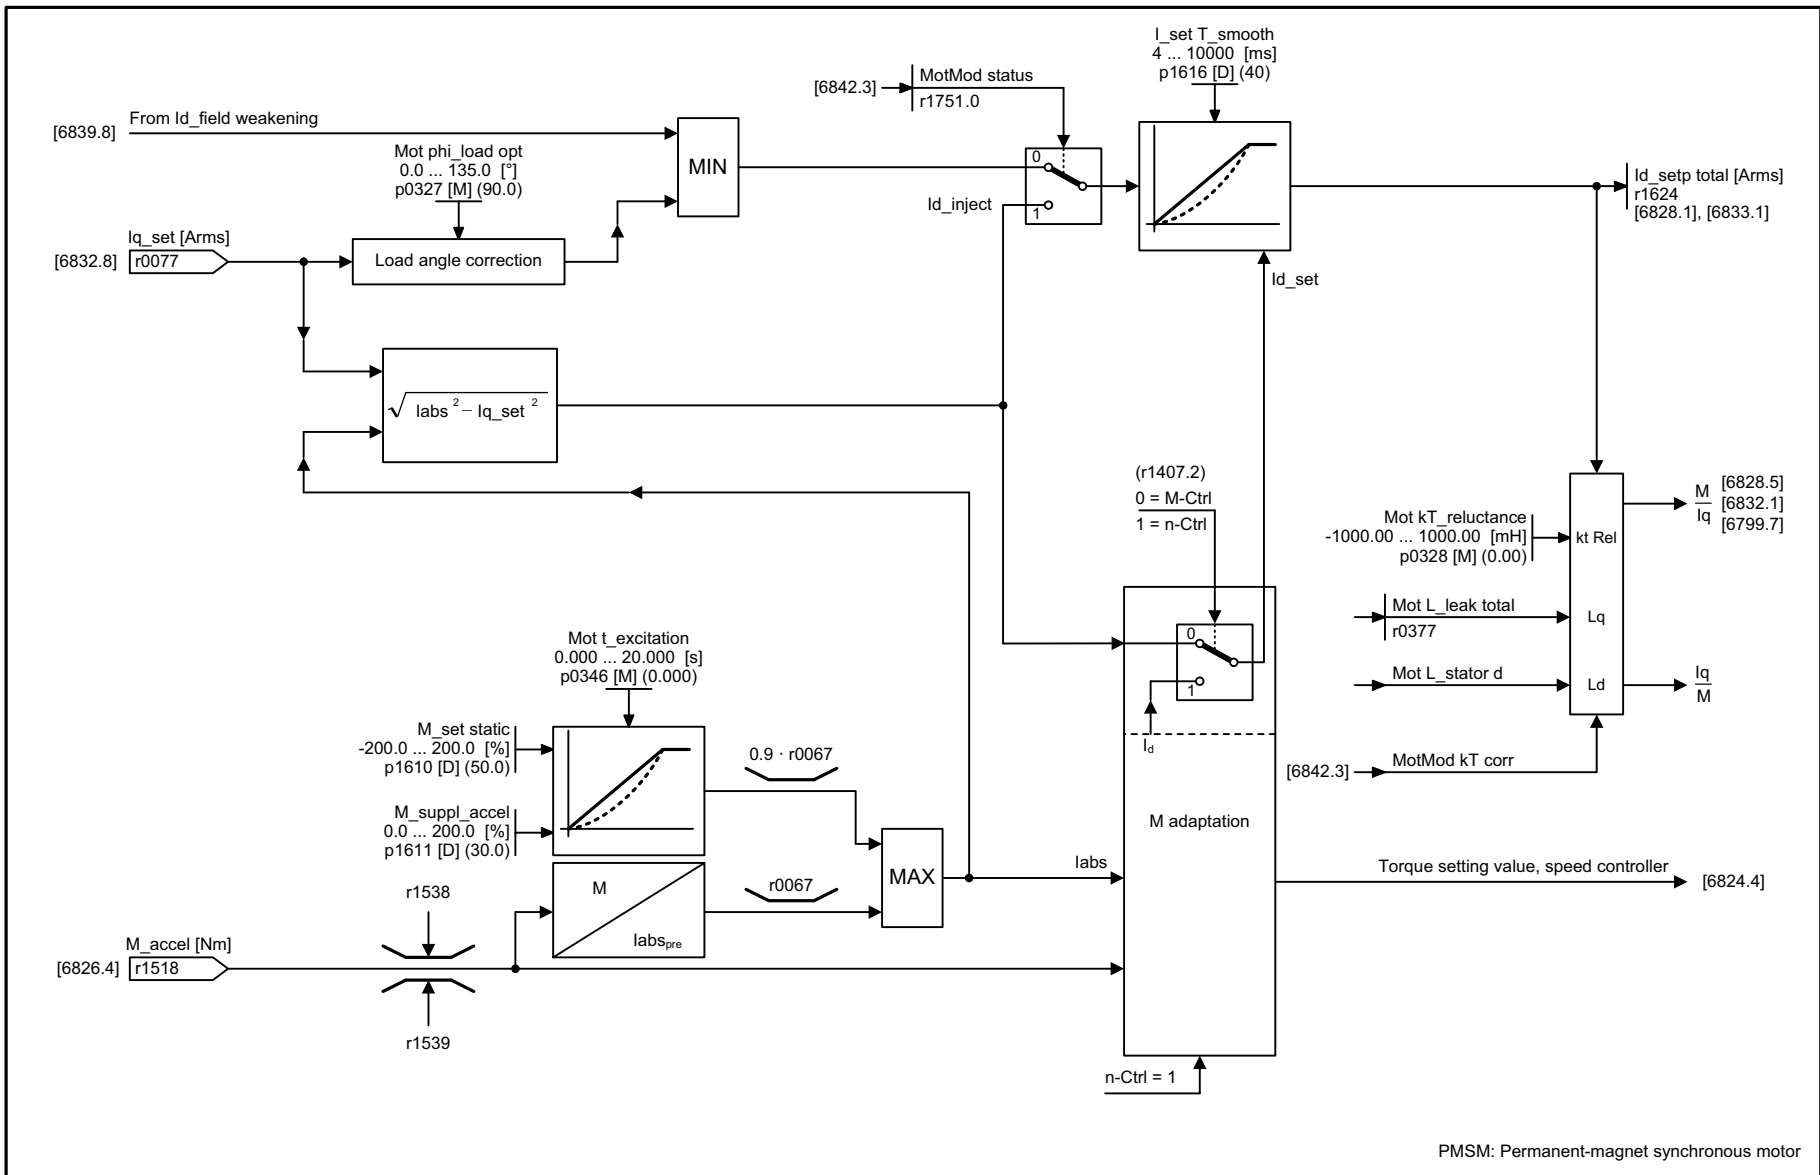 I_set T_smooth
4 ... 10000 [ms]
p1616 [D] (40)
[6842.3]
MotMod status
r1751.0
[6839.8]
From Id_field weakening
Mot phi_load opt
0.0 ... 135.0 [°]
p0327 [M] (90.0)
MIN
0
1
Id_inject
Id_setp total [Arms]
r1624
[6828.1], [6833.1]
Iq_set [Arms]
[6832.8]
r0077
Load angle correction
Id_set
√ Iabs ² – Iq_set ²
(r1407.2)
0 = M-Ctrl
1 = n-Ctrl
M
Iq
[6828.5]
[6832.1]
[6799.7]
Mot kT_reluctance
-1000.00 ... 1000.00 [mH]
p0328 [M] (0.00)
kt Rel
Mot L_leak total
r0377
Lq
Mot L_stator d
Ld
Iq
M
[6842.3]
MotMod kT corr
0
1
Id
Mot t_excitation
0.000 ... 20.000 [s]
p0346 [M] (0.000)
M_set static
-200.0 ... 200.0 [%]
p1610 [D] (50.0)
0.9 · r0067
M_suppl_accel
0.0 ... 200.0 [%]
p1611 [D] (30.0)
M adaptation
MAX
Iabs
Torque setting value, speed controller
[6824.4]
M
Iabspre
r0067
r1538
M_accel [Nm]
[6826.4]
r1518
r1539
n-Ctrl = 1
PMSM: Permanent-magnet synchronous motor